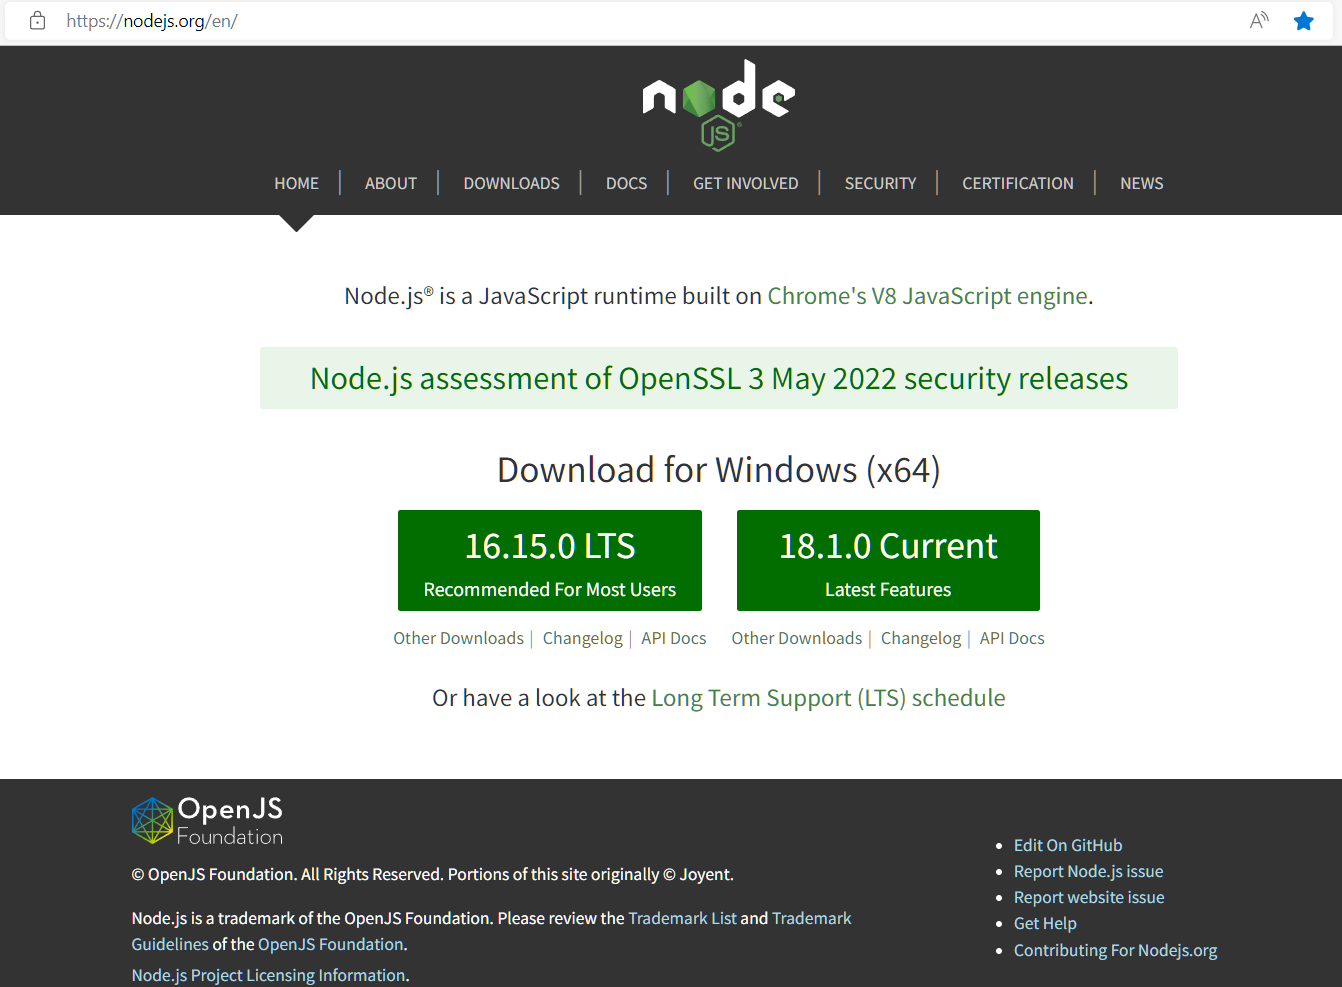 https://nodejs.org/en/
node
JS
HOME | ABOUT | DOWNLOADS | DOCS | GET INVOLVED | SECURITY | CERTIFICATION | NEWS
Node.js® is a JavaScript runtime built on Chrome's V8 JavaScript engine.
Node.js assessment of OpenSSL 3 May 2022 security releases
Download for Windows (x64)
16.15.0 LTS
Recommended For Most Users
18.1.0 Current
Latest Features
Other Downloads | Changelog | API Docs
Other Downloads | Changelog | API Docs
Or have a look at the Long Term Support (LTS) schedule
OpenJS
Foundation
© OpenJS Foundation. All Rights Reserved. Portions of this site originally © Joyent.
Node.js is a trademark of the OpenJS Foundation. Please review the Trademark List and Trademark
Guidelines of the OpenJS Foundation.
Node.js Project Licensing Information.
Edit On GitHub
Report Node.js issue
Report website issue
Get Help
Contributing For Nodejs.org